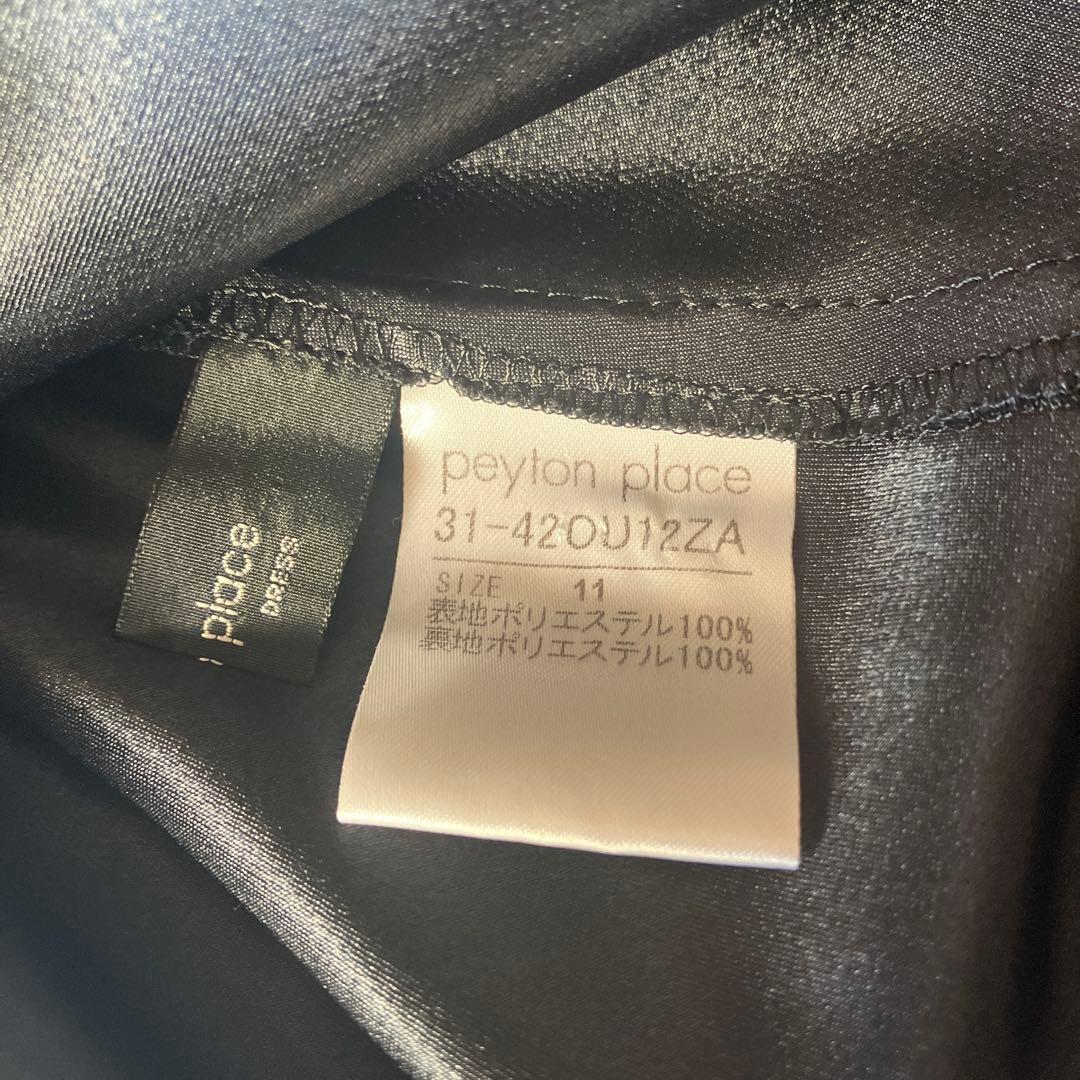 place
DRESS
peyton place
31-42OU12ZA
SIZE 11
表地ポリエステル100%
裏地ポリエステル100%